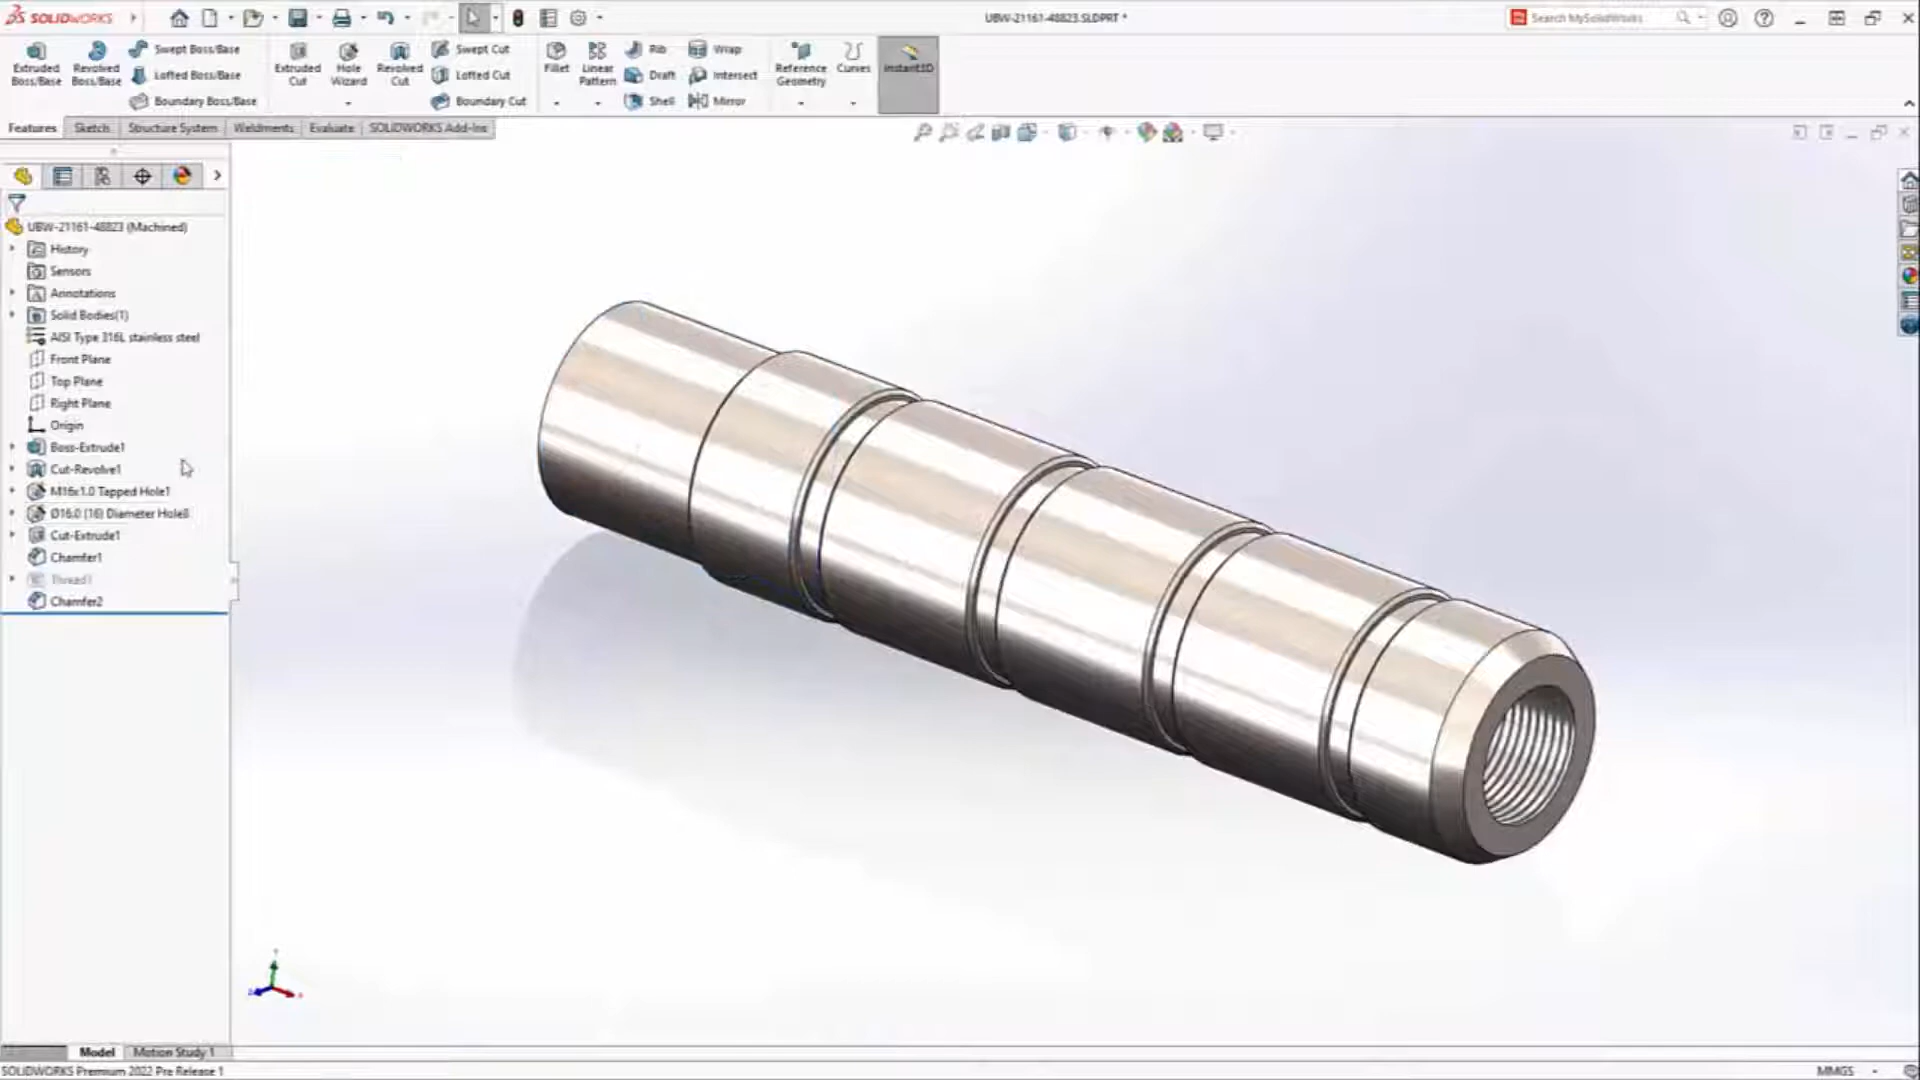 SOLIDWORKS
UBW-21161-48823.SLDPRT *
Search MySolidWorks
Extruded Boss/Base
Revolved Boss/Base
Swept Boss/Base
Lofted Boss/Base
Boundary Boss/Base
Extruded Cut
Hole Wizard
Revolved Cut
Swept Cut
Lofted Cut
Boundary Cut
Fillet
Linear Pattern
Rib
Draft
Shell
Wrap
Intersect
Mirror
Reference Geometry
Curves
Instant3D
Features
Sketch
Structure System
Weldments
Evaluate
SOLIDWORKS Add-Ins
UBW-21161-48823 (Machined)
History
Sensors
Annotations
Solid Bodies(1)
AISI Type 316L stainless steel
Front Plane
Top Plane
Right Plane
Origin
Boss-Extrude1
Cut-Revolve1
M16x1.0 Tapped Hole1
Ø16.0 (16) Diameter Hole8
Cut-Extrude1
Chamfer1
Thread1
Chamfer2
Model
Motion Study 1
SOLIDWORKS Premium 2022 Pre Release 1
MMGS